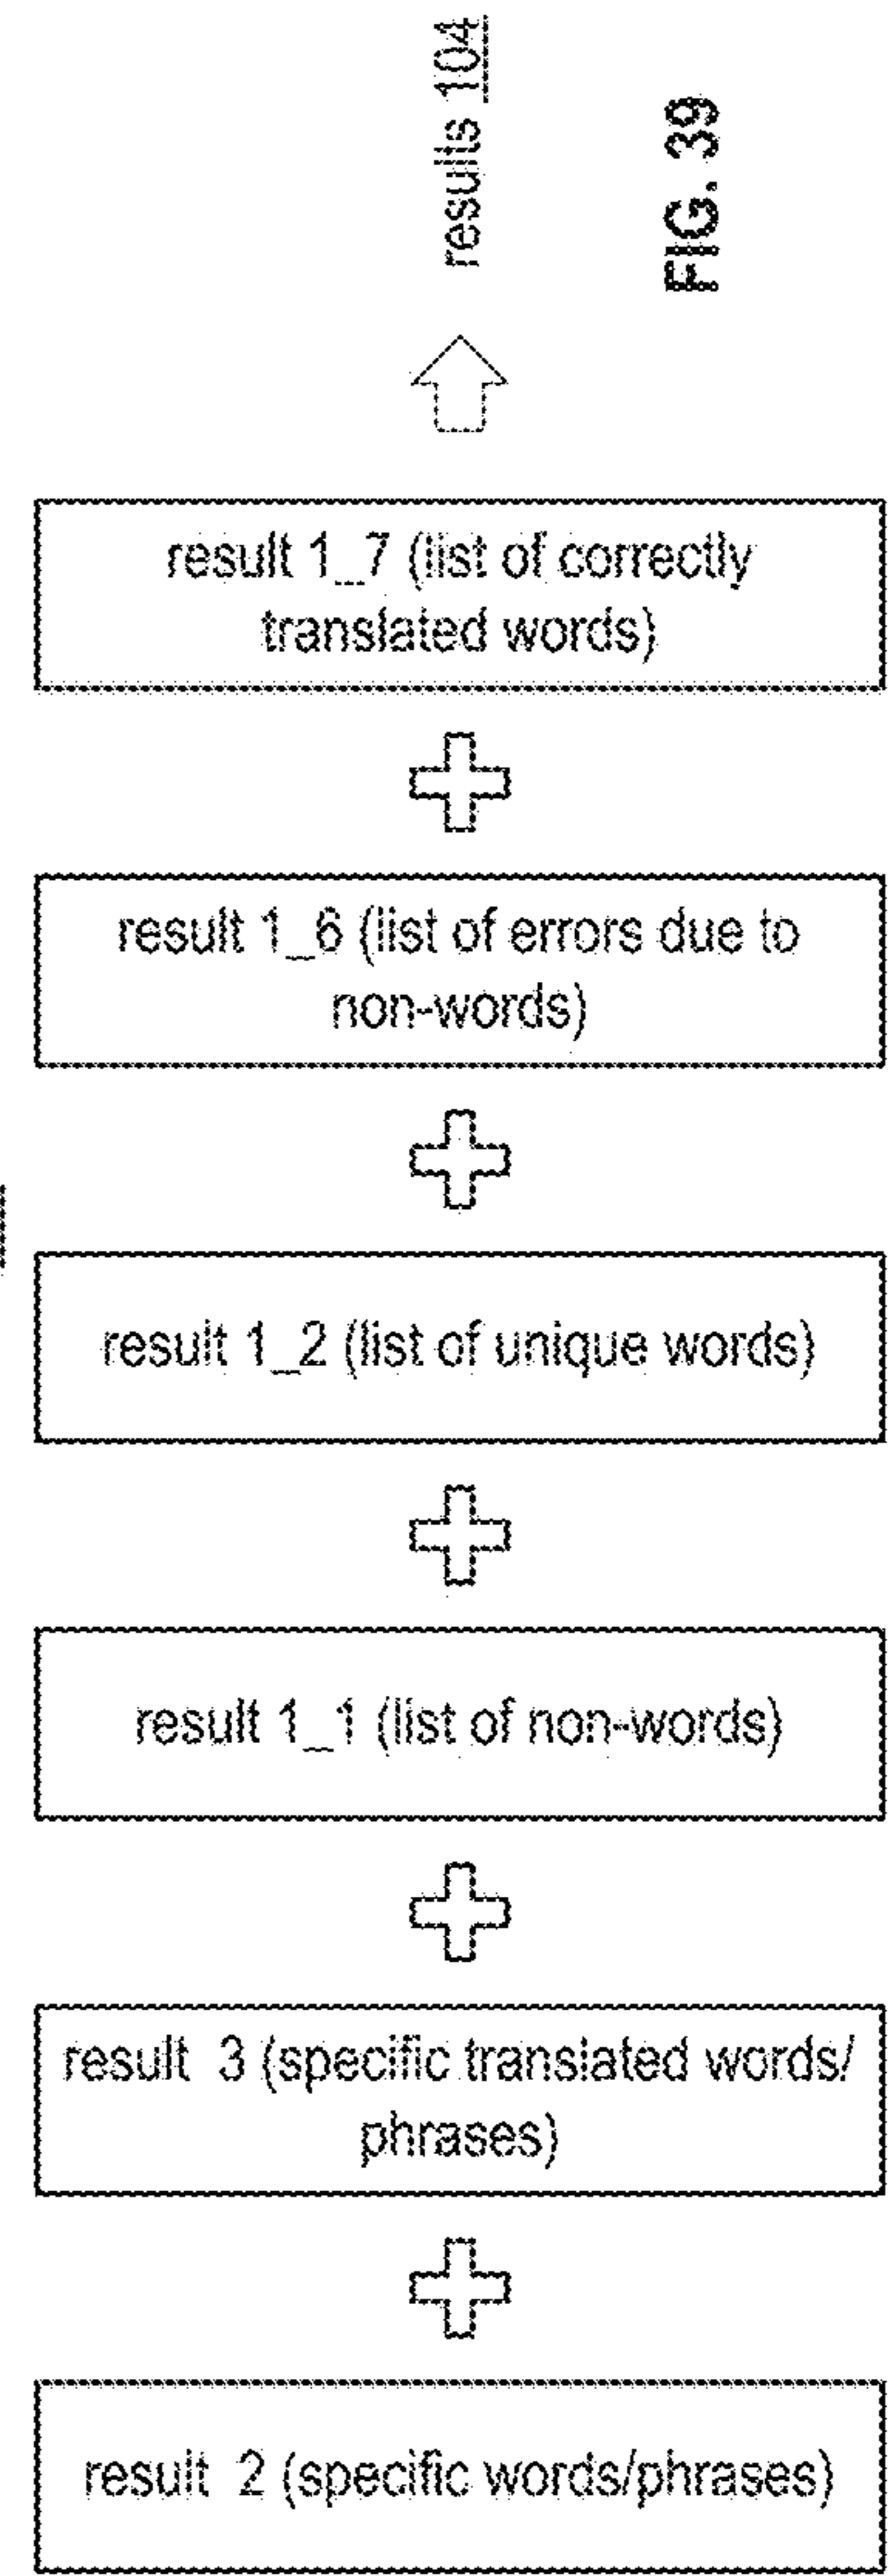 results 104
FIG. 39
result 1_7 (list of correctly
translated words)
result 1_6 (list of errors due to
non-words)
result 1_2 (list of unique words)
result 1_1 (list of non-words)
result 3 (specific translated words/
phrases)
result 2 (specific words/phrases)